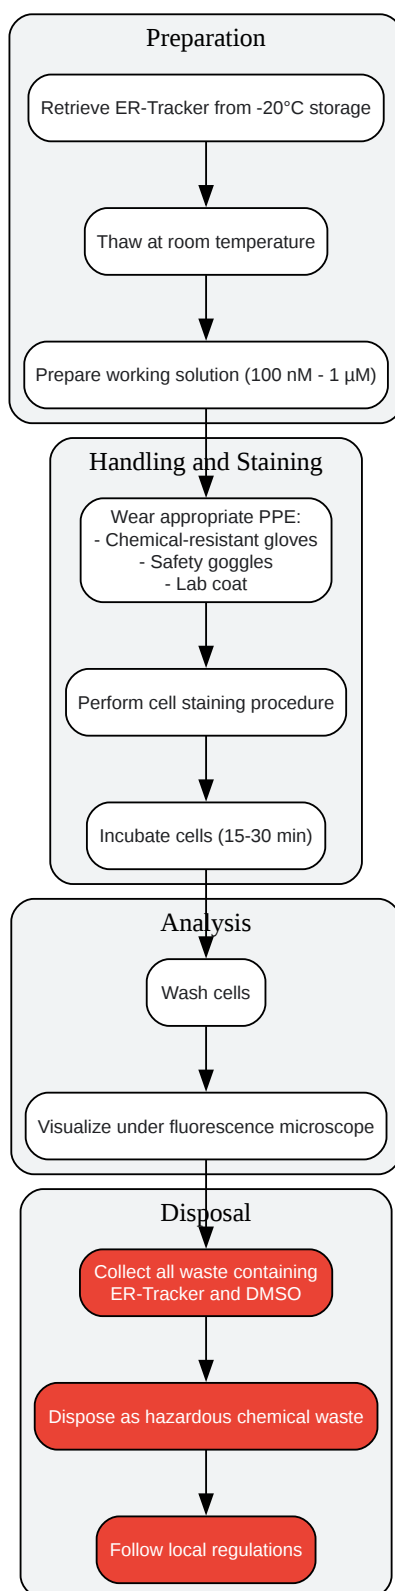 Preparation
Retrieve ER-Tracker from -20°C storage
Thaw at room temperature
Prepare working solution (100 nM - 1 µM)
Handling and Staining
Wear appropriate PPE:
- Chemical-resistant gloves
- Safety goggles
- Lab coat
Perform cell staining procedure
Incubate cells (15-30 min)
Analysis
Wash cells
Visualize under fluorescence microscope
Disposal
Collect all waste containing
ER-Tracker and DMSO
Dispose as hazardous chemical waste
Follow local regulations